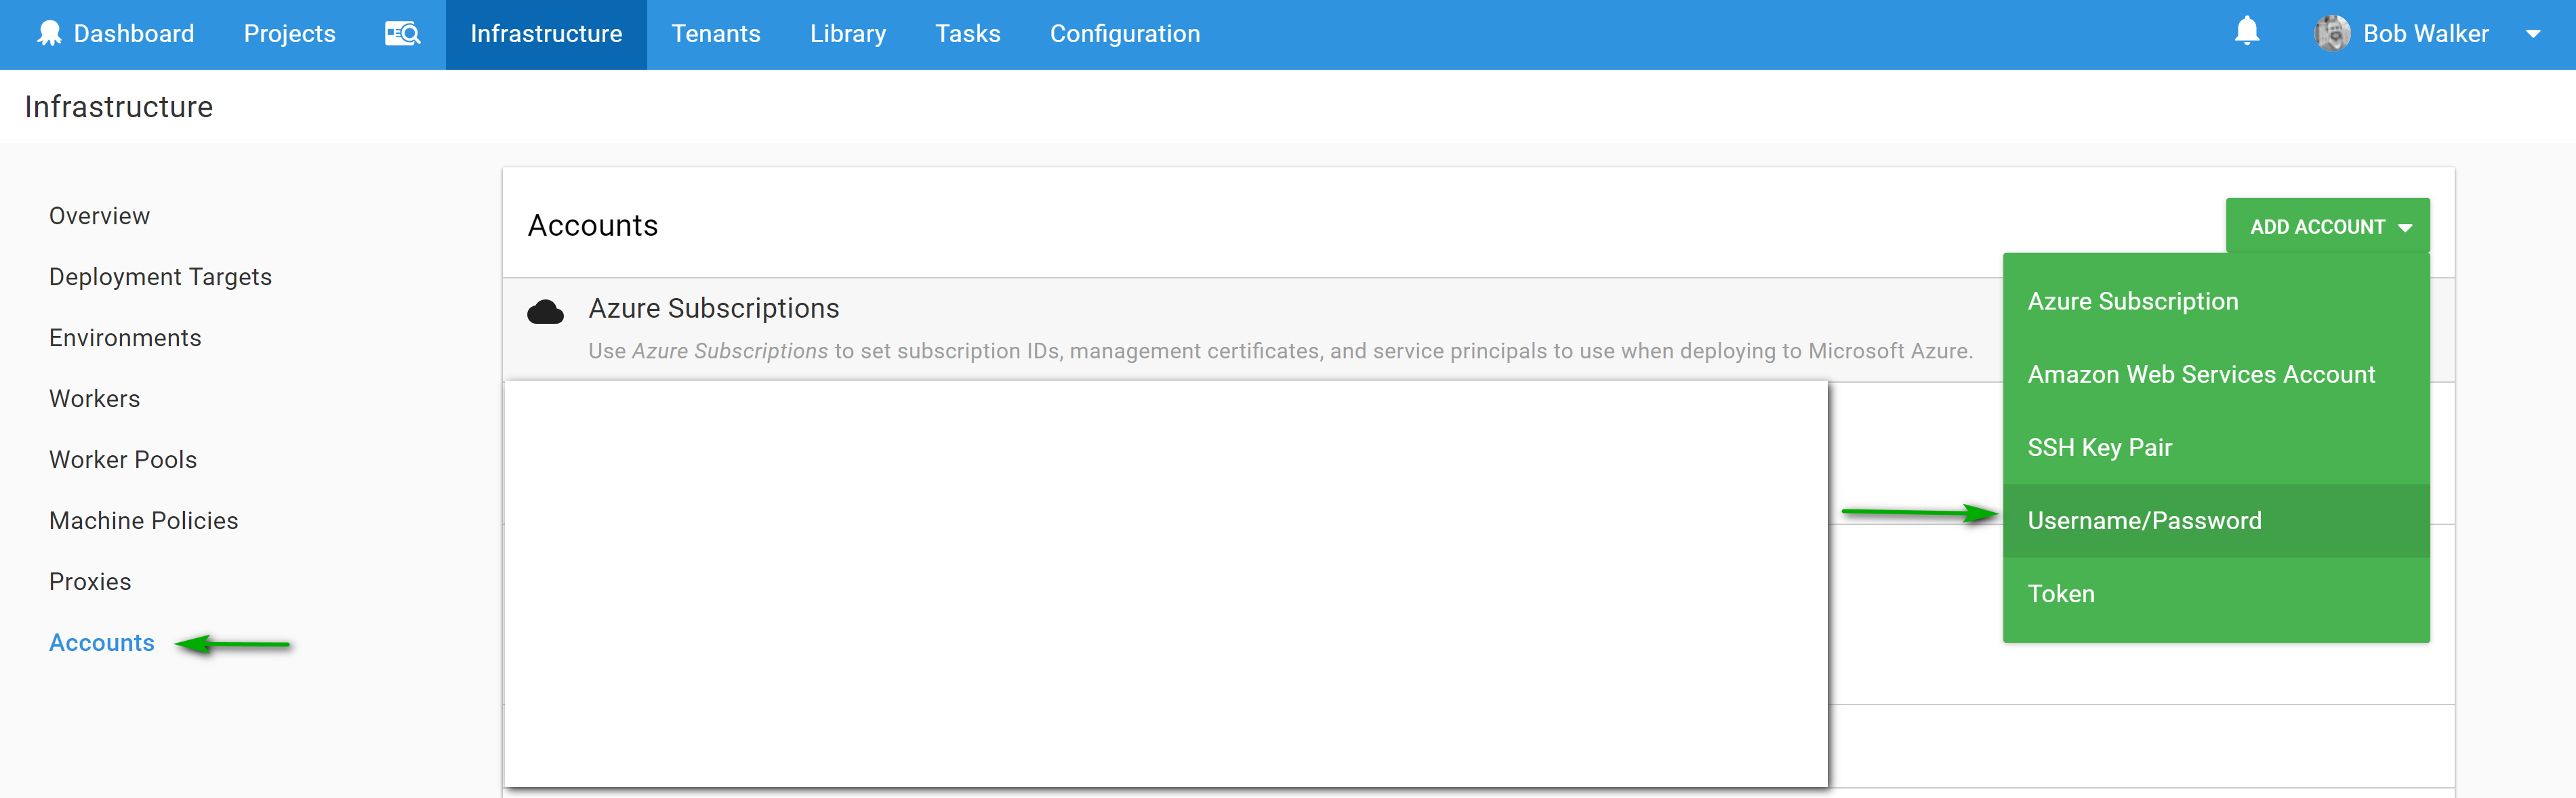 Dashboard Projects Infrastructure Tenants Library Tasks Configuration Bob Walker
Infrastructure
Overview
Deployment Targets
Environments
Workers
Worker Pools
Machine Policies
Proxies
Accounts
Accounts
ADD ACCOUNT
Azure Subscriptions
Use Azure Subscriptions to set subscription IDs, management certificates, and service principals to use when deploying to Microsoft Azure.
Azure Subscription
Amazon Web Services Account
SSH Key Pair
Username/Password
Token